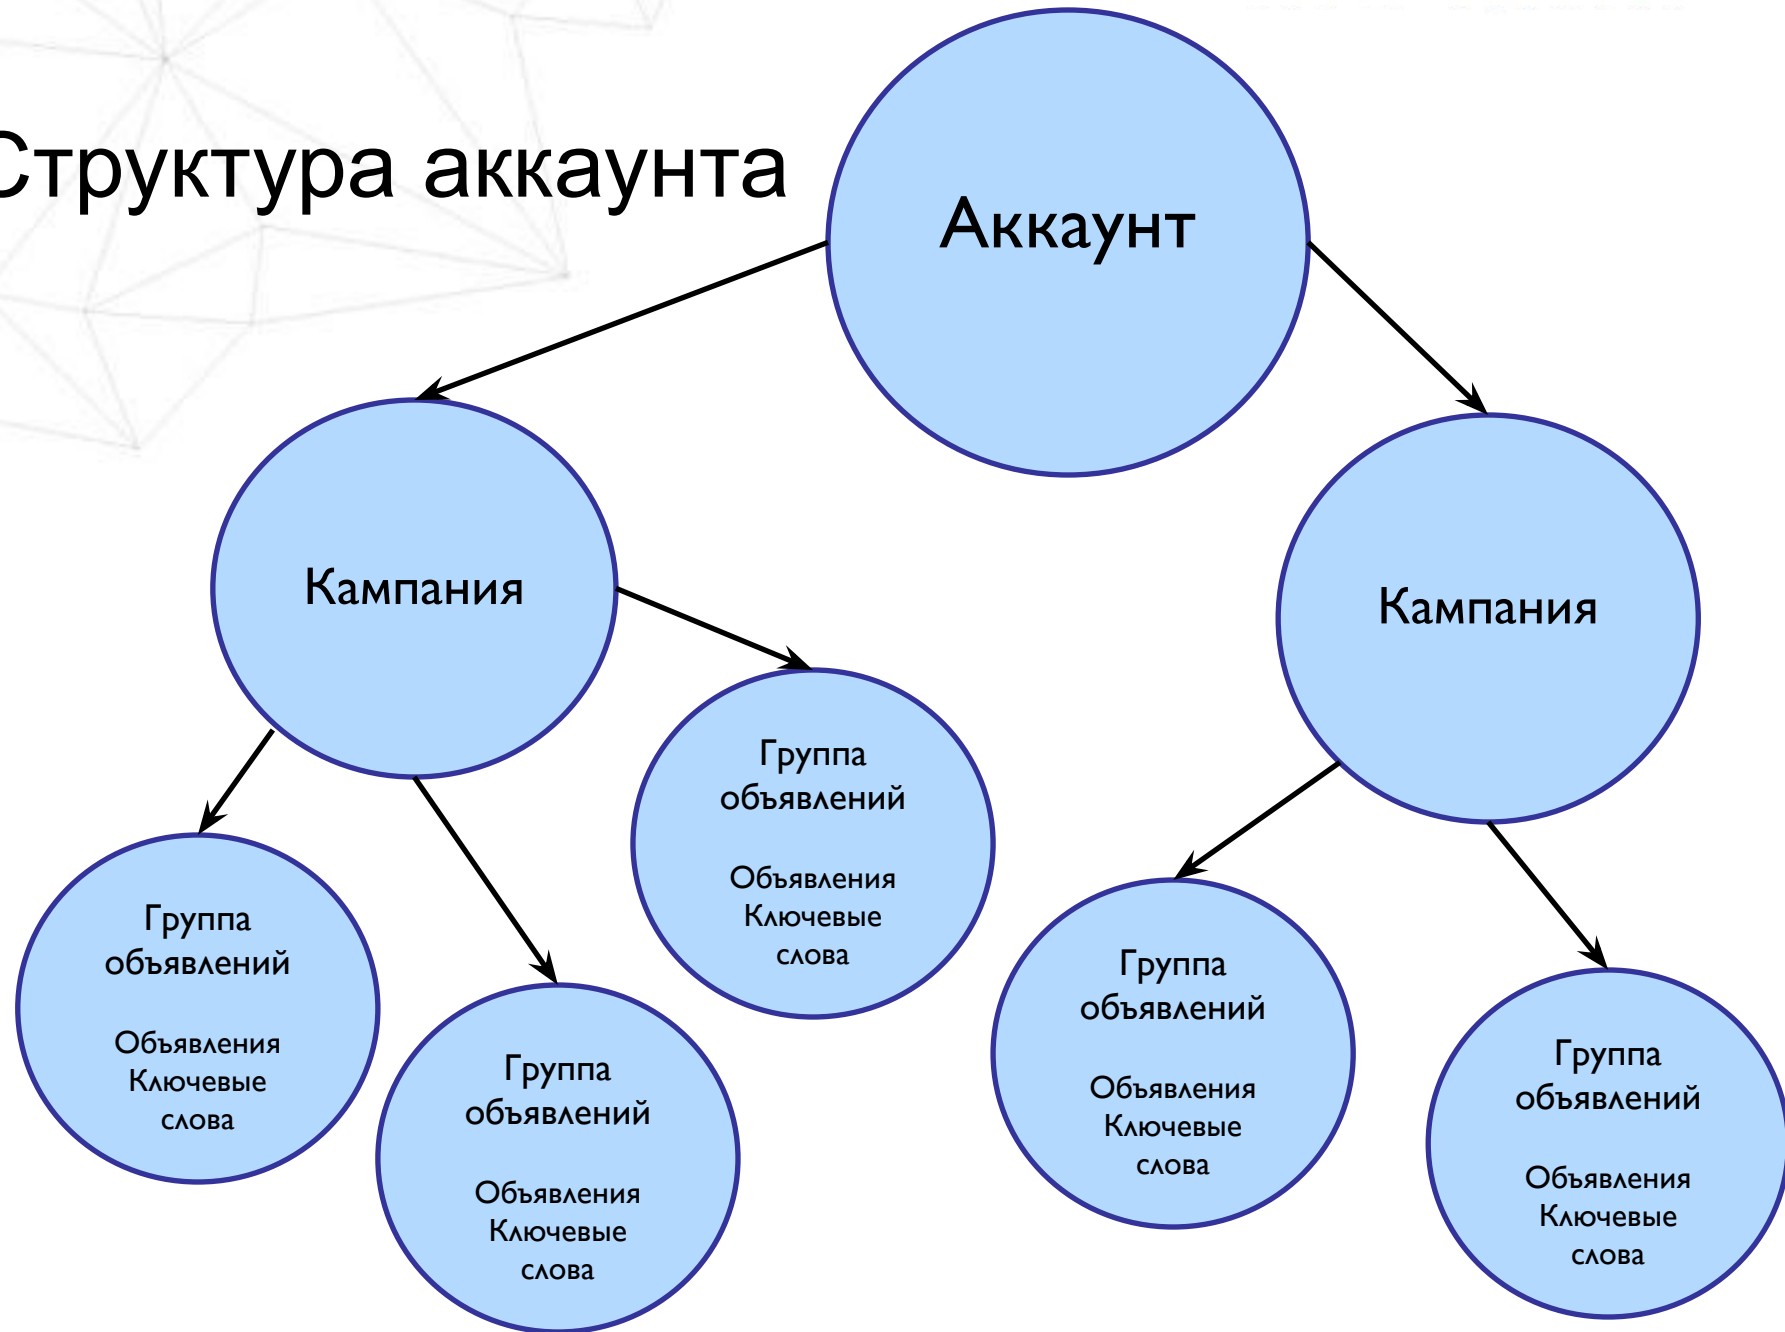 Структура аккаунта
Аккаунт
Кампания
Кампания
Группа
объявлений
Объявления
Ключевые
слова
Группа
объявлений
Объявления
Ключевые
слова
Группа
объявлений
Объявления
Ключевые
слова
Группа
объявлений
Объявления
Ключевые
слова
Группа
объявлений
Объявления
Ключевые
слова